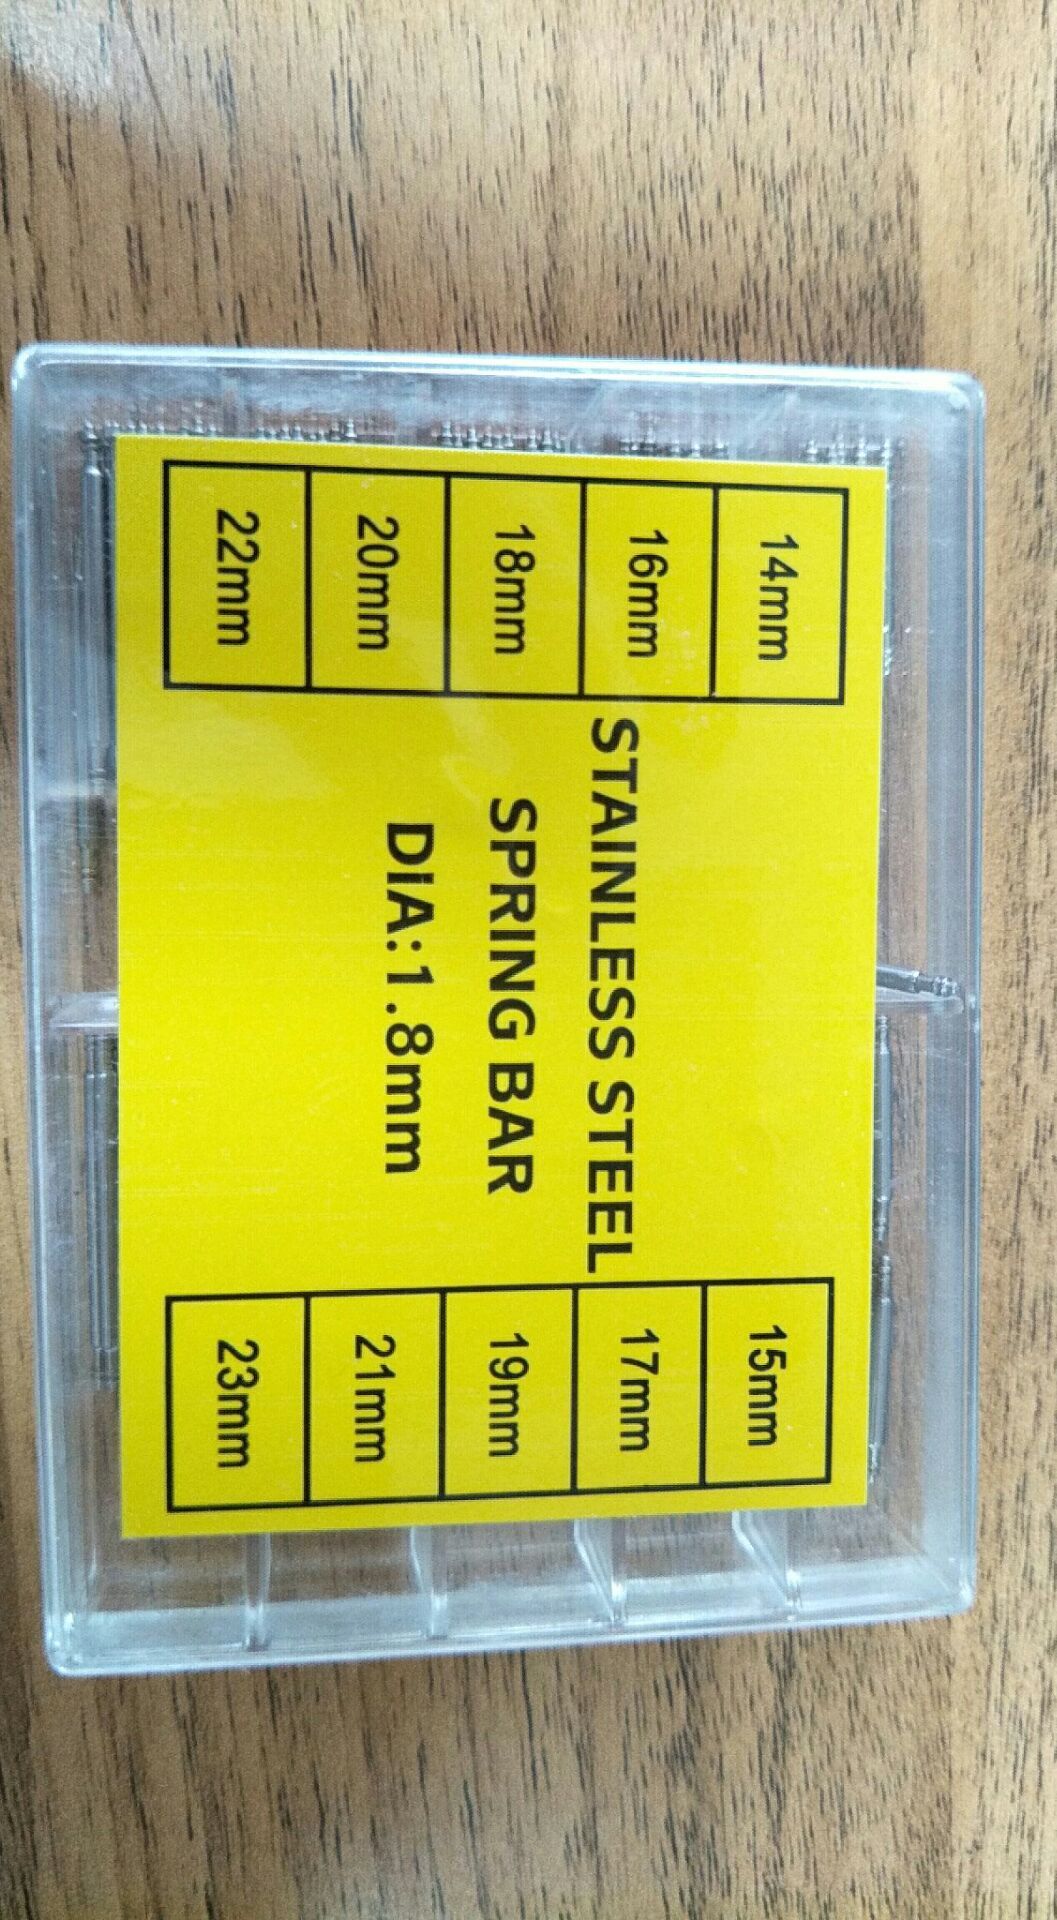 14mm
16mm
18mm
20mm
22mm
STAINLESS STEEL
SPRING BAR
DIA:1.8mm
15mm
17mm
19mm
21mm
23mm